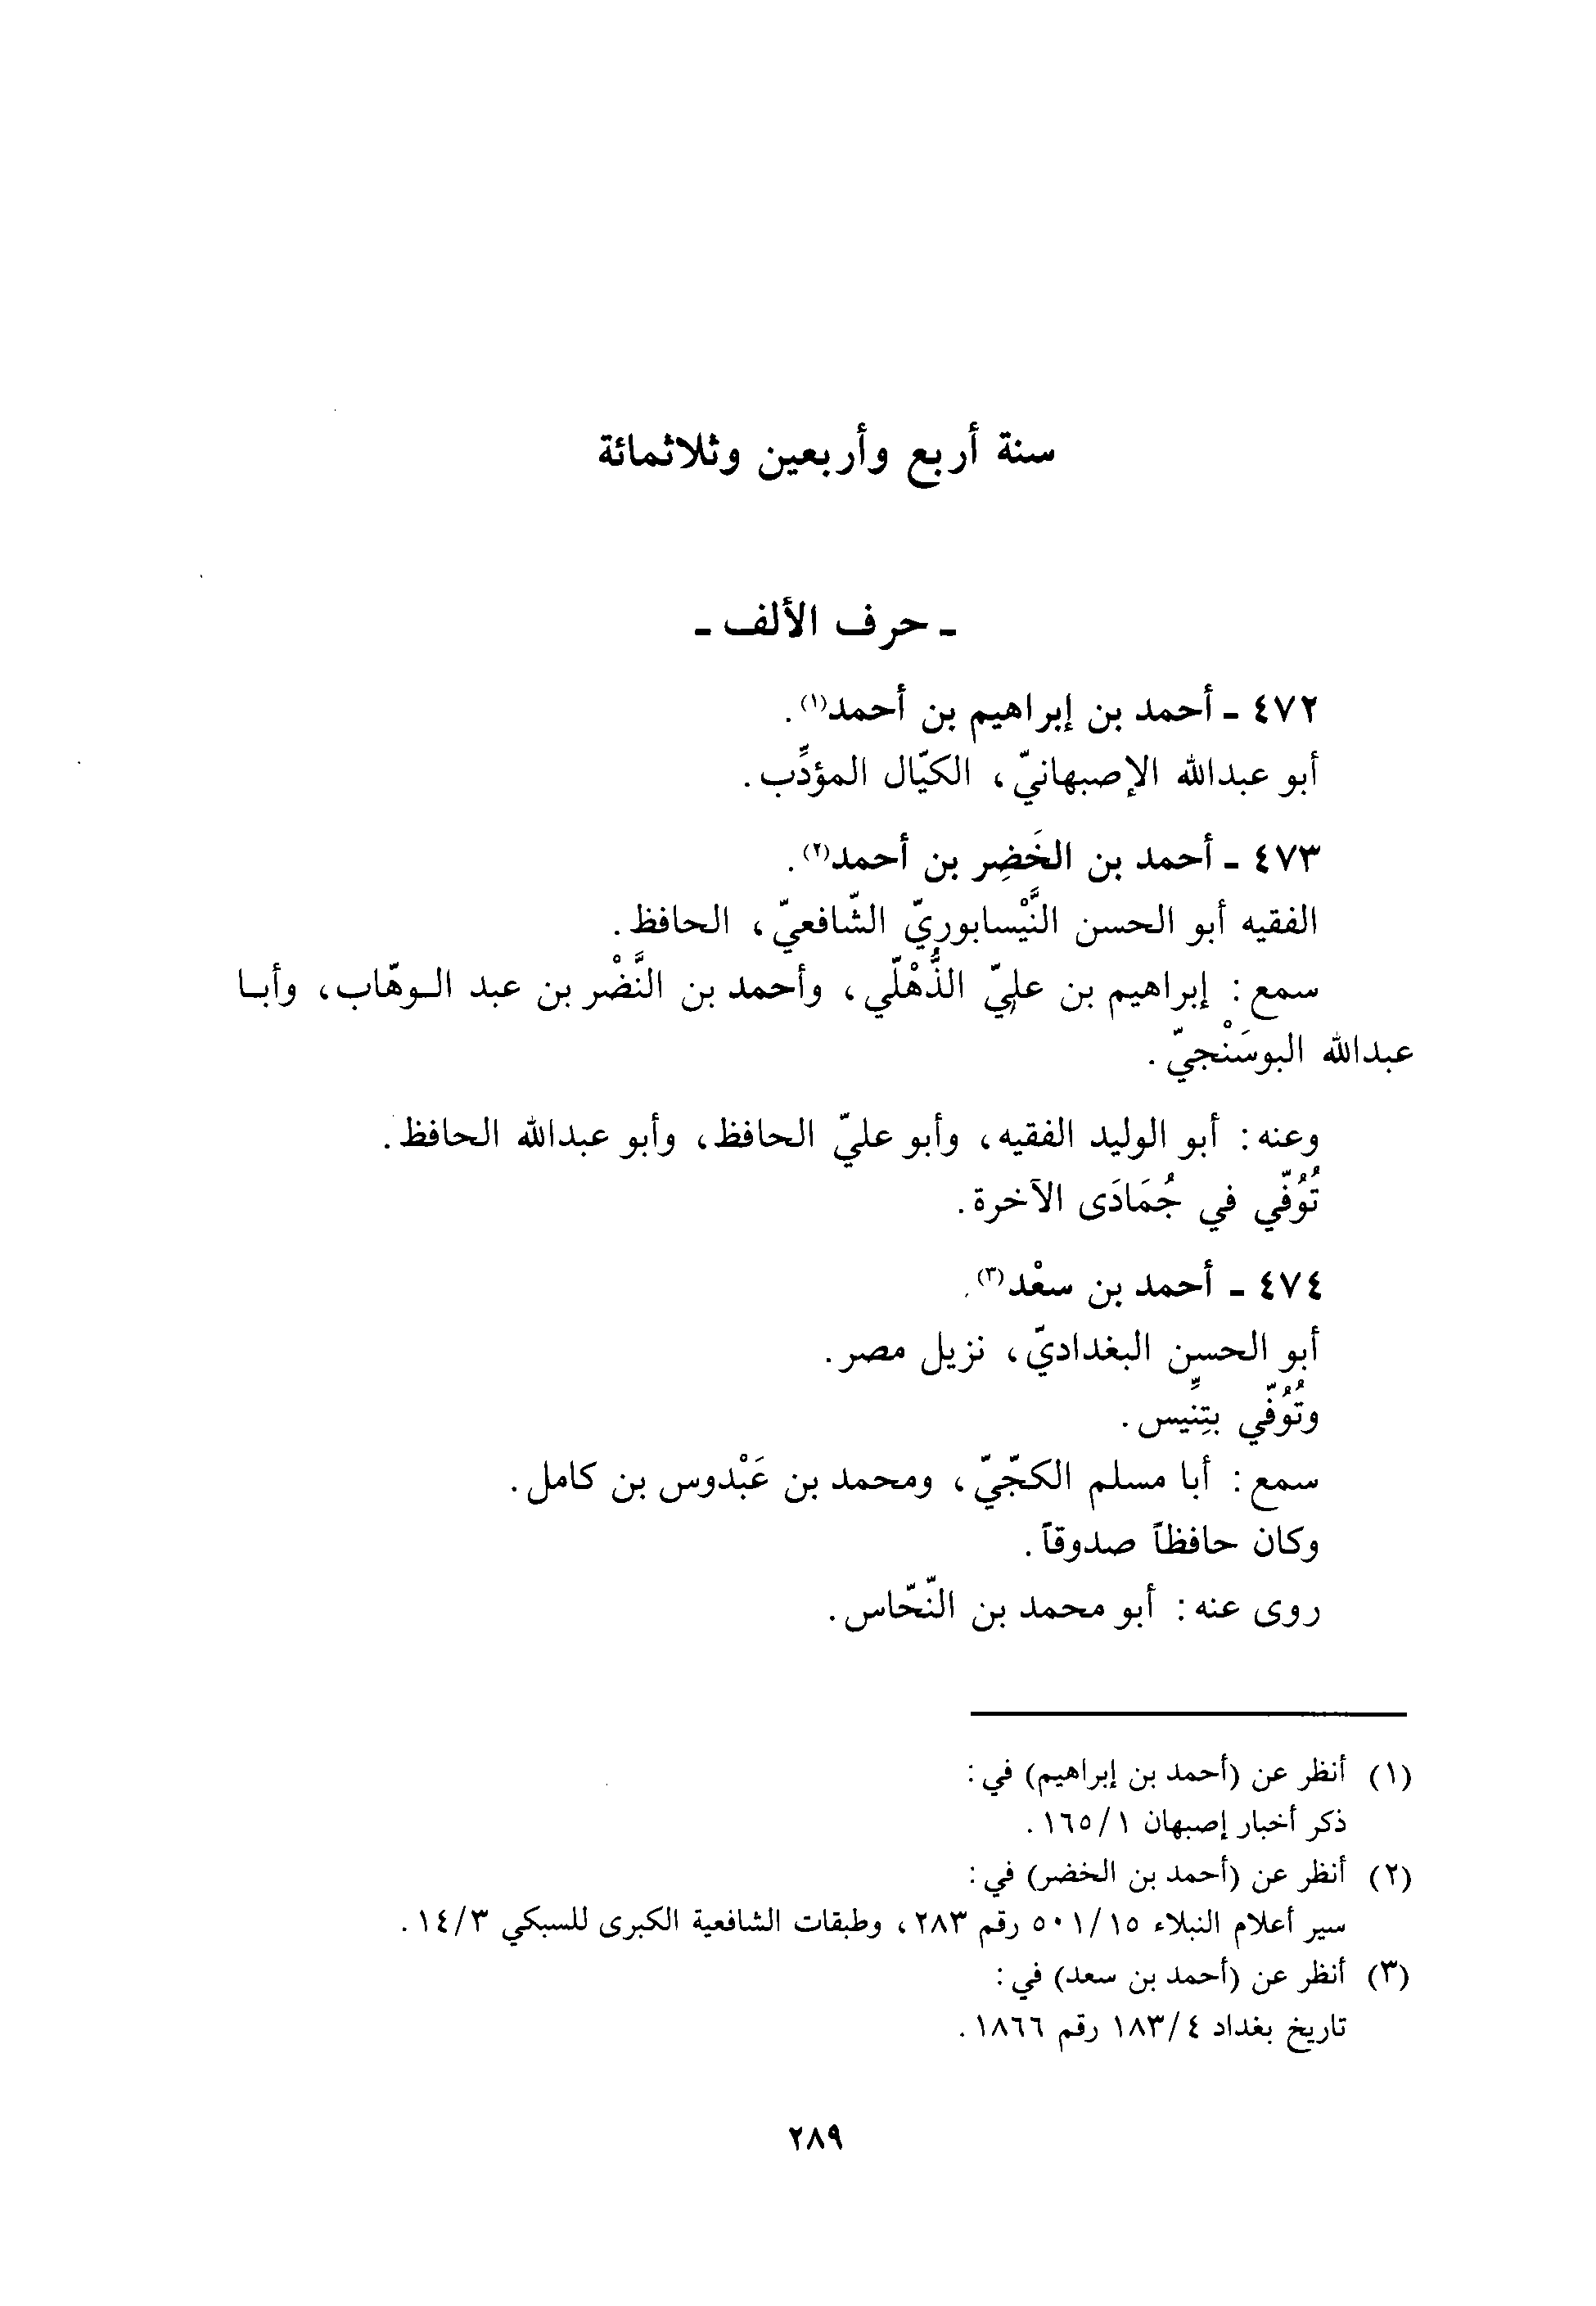 سنة أربع وأربعين وثلاثمائة
ـ حرف الألف ـ
٤٧٢ ـ أحمد بن إبراهيم بن أحمد(١).
أبو عبدالله الإصبهانيّ، الكيّال المؤدِّب.
٤٧٣ ـ أحمد بن الخَضِر بن أحمد(٢).
الفقيه أبو الحسن النَّيْسابوريّ الشّافعيّ، الحافظ.
سمع: إبراهيم بن عليّ الذُّهْلّي، وأحمد بن النَّضْر بن عبد الـوهّاب، وأبـا
عبدالله البوسَنْجيّ.
وعنه: أبو الوليد الفقيه، وأبو عليّ الحافظ، وأبو عبدالله الحافظ.
تُوُفّي في جُمَادَى الآخرة.
٤٧٤ ـ أحمد بن سعْد(٣).
أبو الحسن البغداديّ، نزيل مصر.
وتُوُفّي بتِنِّيس.
سمع: أبا مسلم الكجّيّ، ومحمد بن عَبْدوس بن كامل.
وكان حافظاً صدوقاً.
روى عنه: أبو محمد بن النّحّاس.
(١) أنظر عن (أحمد بن إبراهيم) في:
ذكر أخبار إصبهان ١/١٦٥.
(٢) أنظر عن (أحمد بن الخضر) في:
سير أعلام النبلاء ١٥/٥٠١ رقم ٢٨٣، وطبقات الشافعية الكبرى للسبكي ٣/١٤.
(٣) أنظر عن (أحمد بن سعد) في:
تاريخ بغداد ٤/١٨٣ رقم ١٨٦٦.
٢٨٩